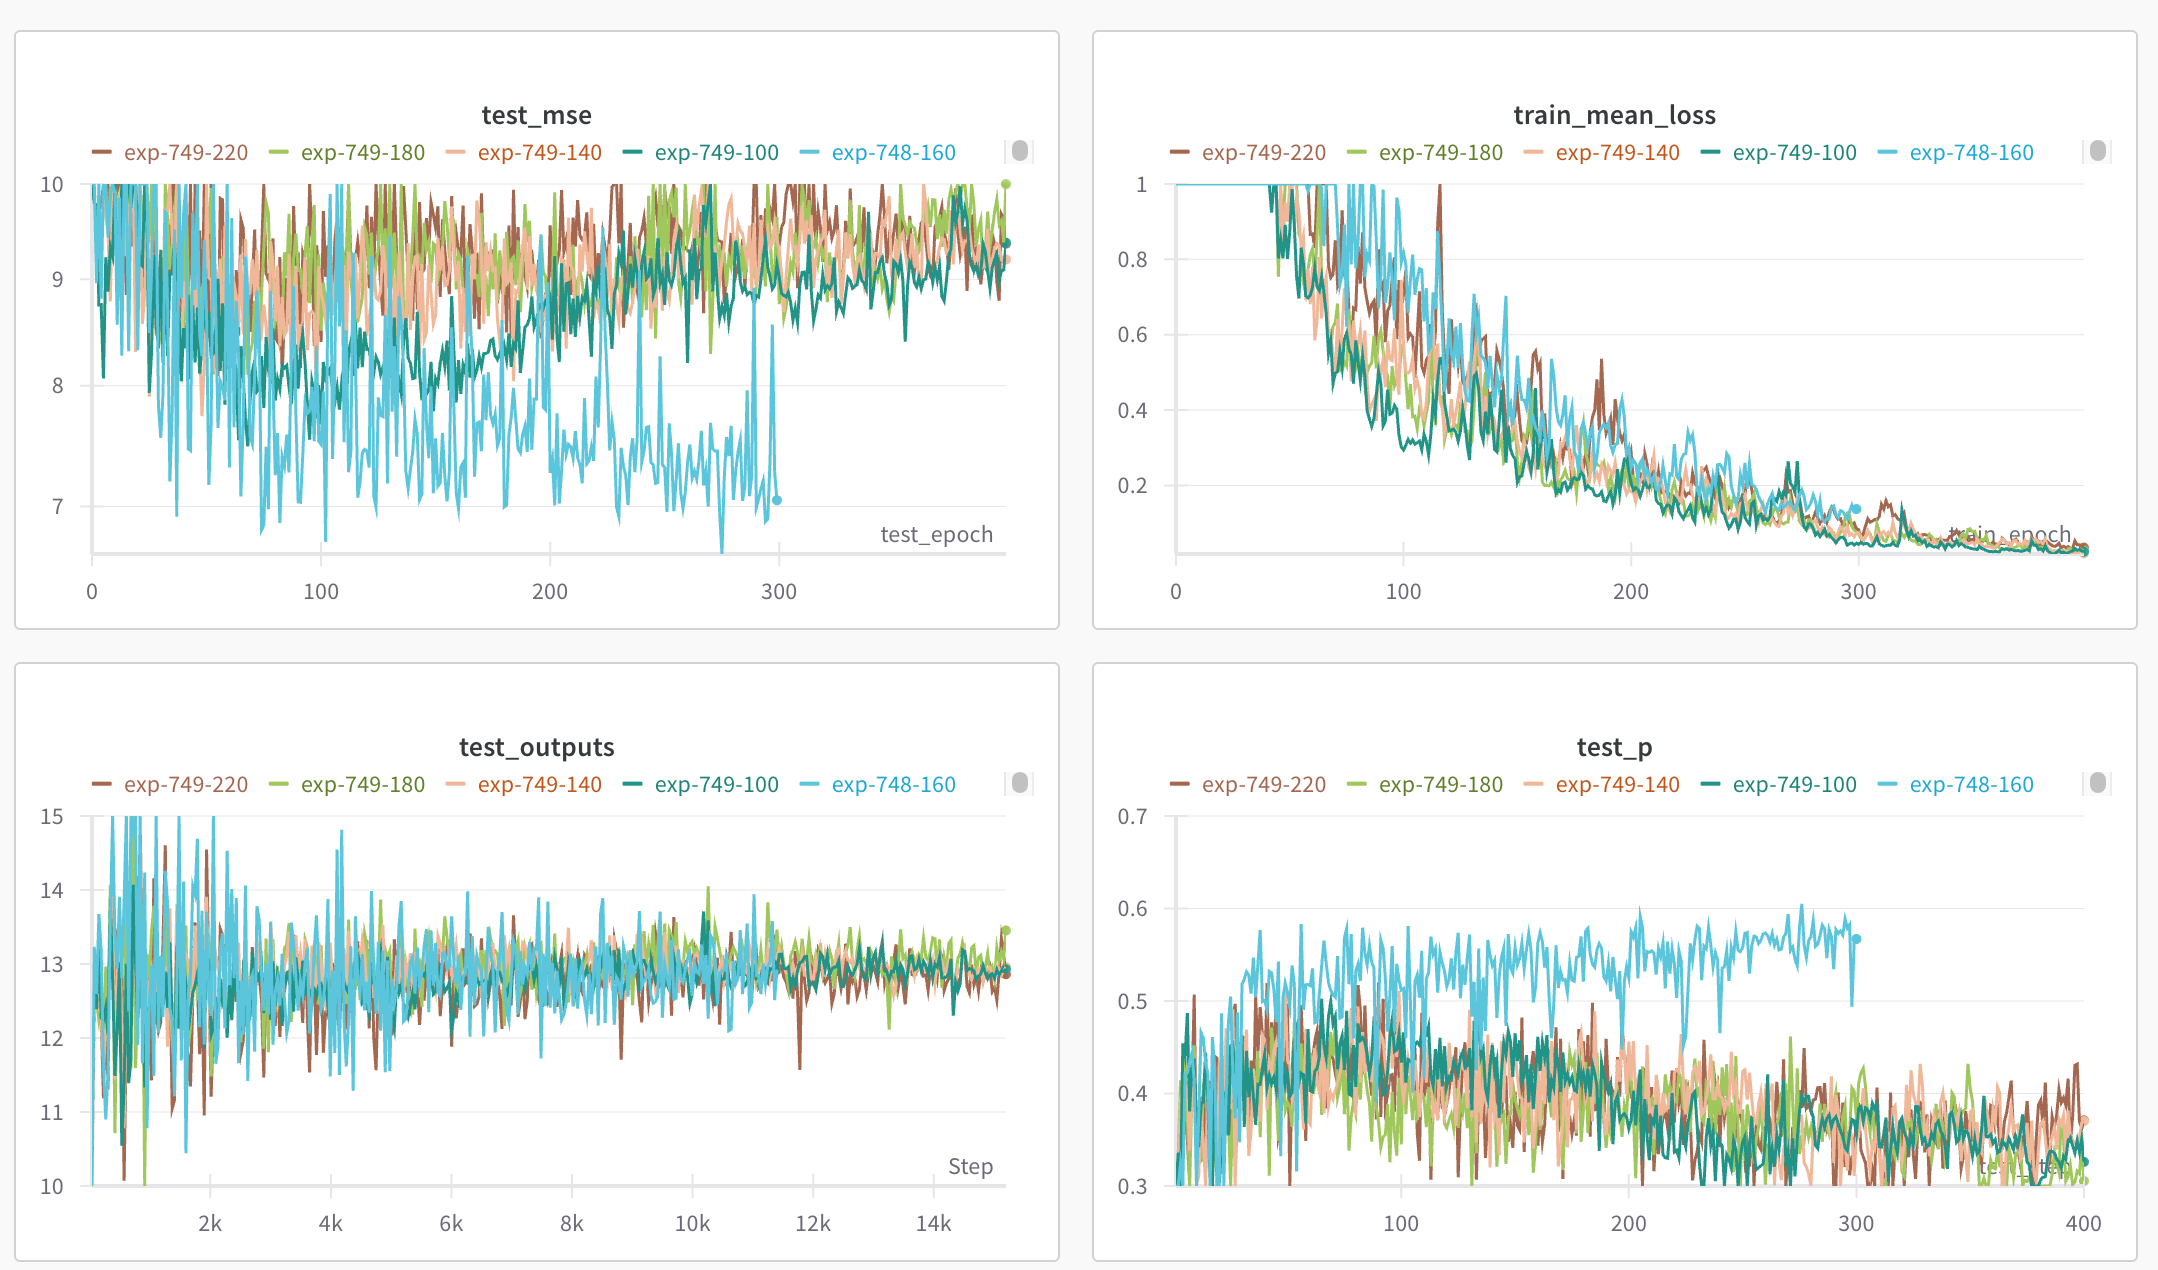 test_mse
exp-749-220 exp-749-180 exp-749-140 exp-749-100 exp-748-160
10
9
8
7
test_epoch
0 100 200 300
train_mean_loss
exp-749-220 exp-749-180 exp-749-140 exp-749-100 exp-748-160
1
0.8
0.6
0.4
0.2
train_epoch
0 100 200 300
test_outputs
exp-749-220 exp-749-180 exp-749-140 exp-749-100 exp-748-160
15
14
13
12
11
10
Step
2k 4k 6k 8k 10k 12k 14k
test_p
exp-749-220 exp-749-180 exp-749-140 exp-749-100 exp-748-160
0.7
0.6
0.5
0.4
0.3
100 200 300 400